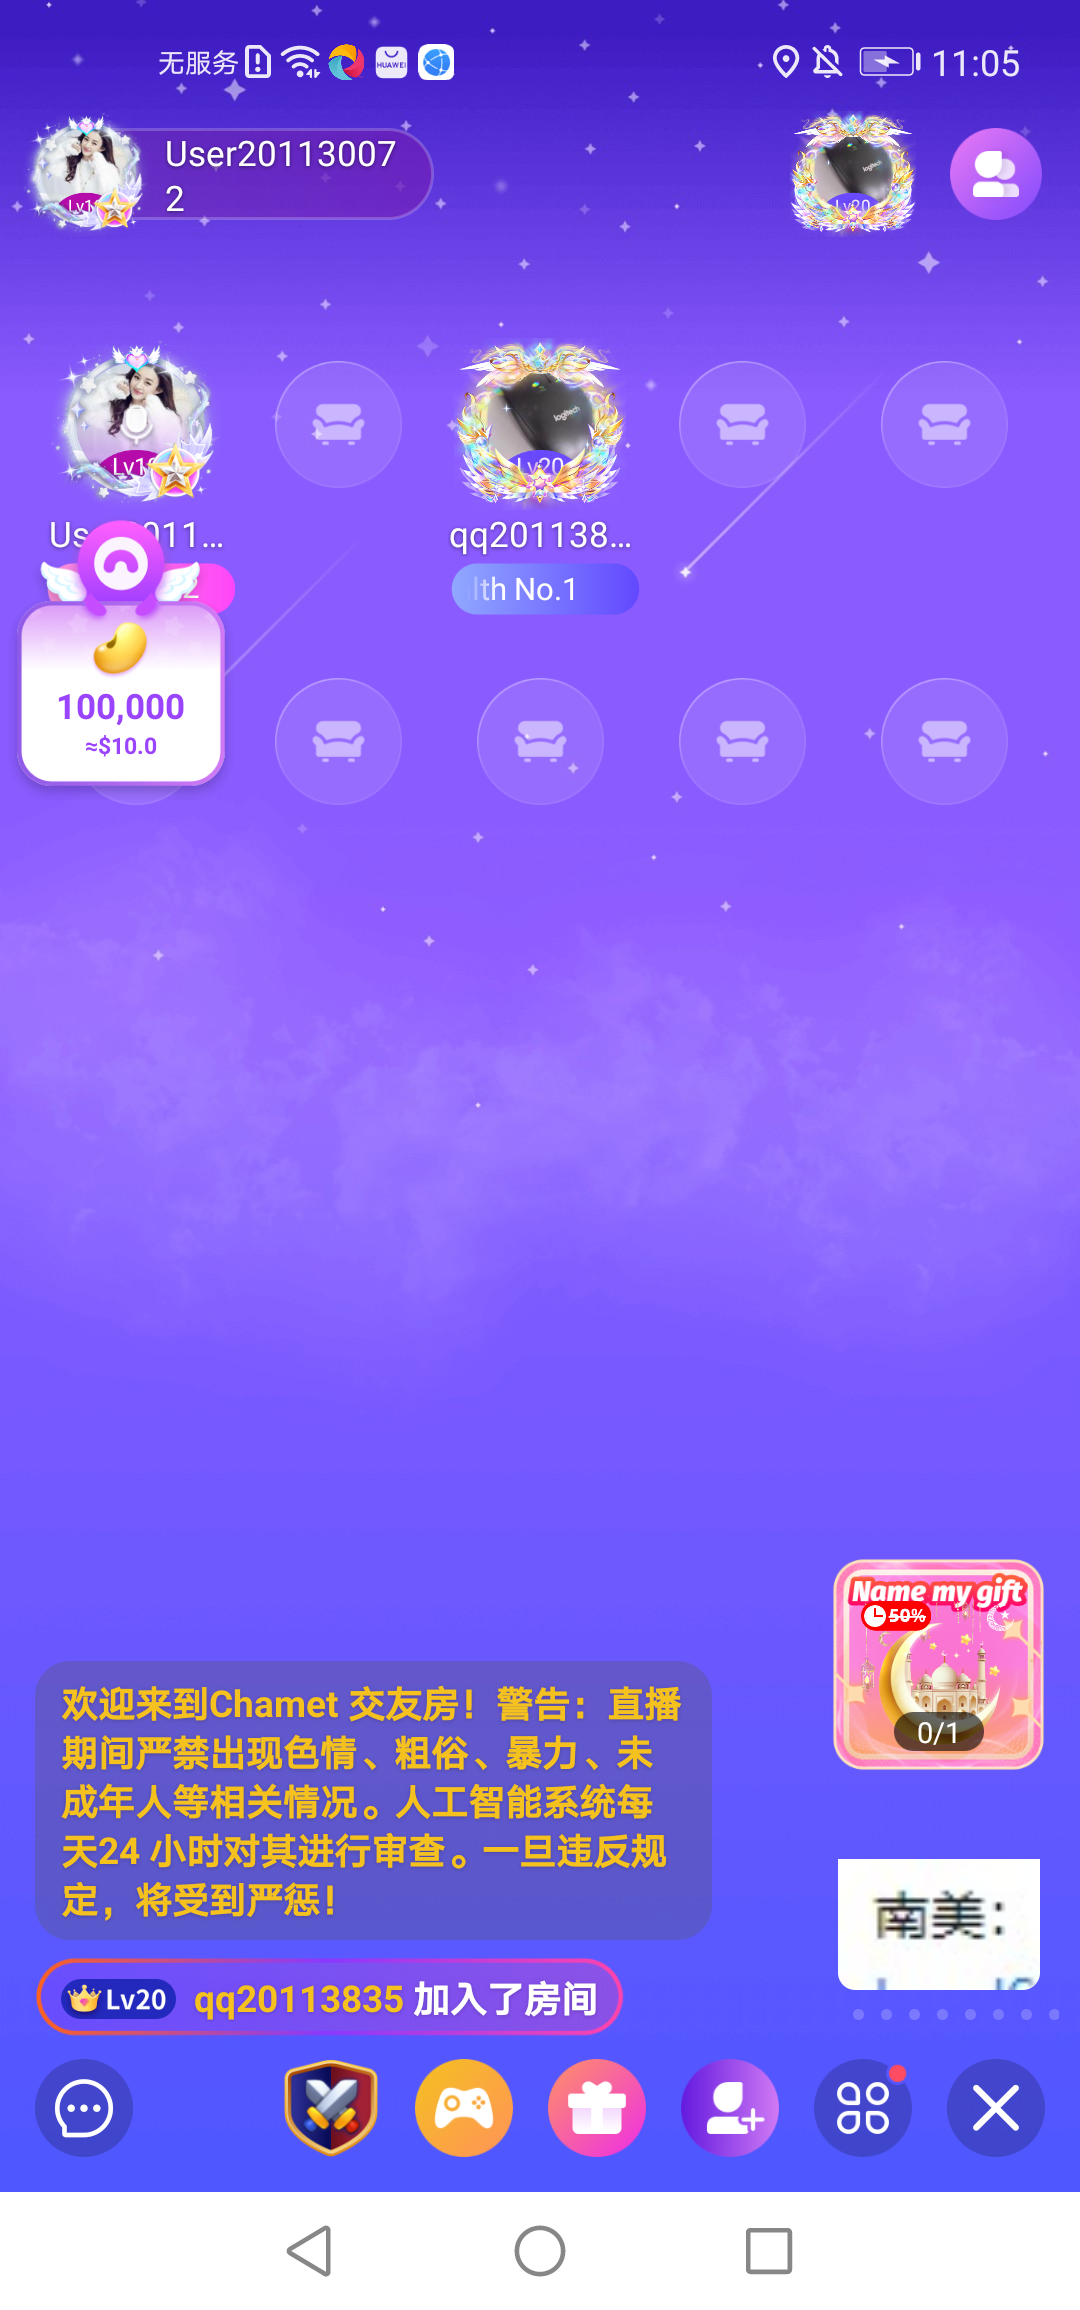 无服务
HUAWEI
11:05
User20113007
2
Lv20
logitech
Lv20
qq201138...
lth No.1
100,000
≈$10.0
Name my gift
50%
0/1
欢迎来到Chamet 交友房！警告：直播
期间严禁出现色情、粗俗、暴力、未
成年人等相关情况。人工智能系统每
天24 小时对其进行审查。一旦违反规
定，将受到严惩！
南美：
Lv20 qq20113835 加入了房间